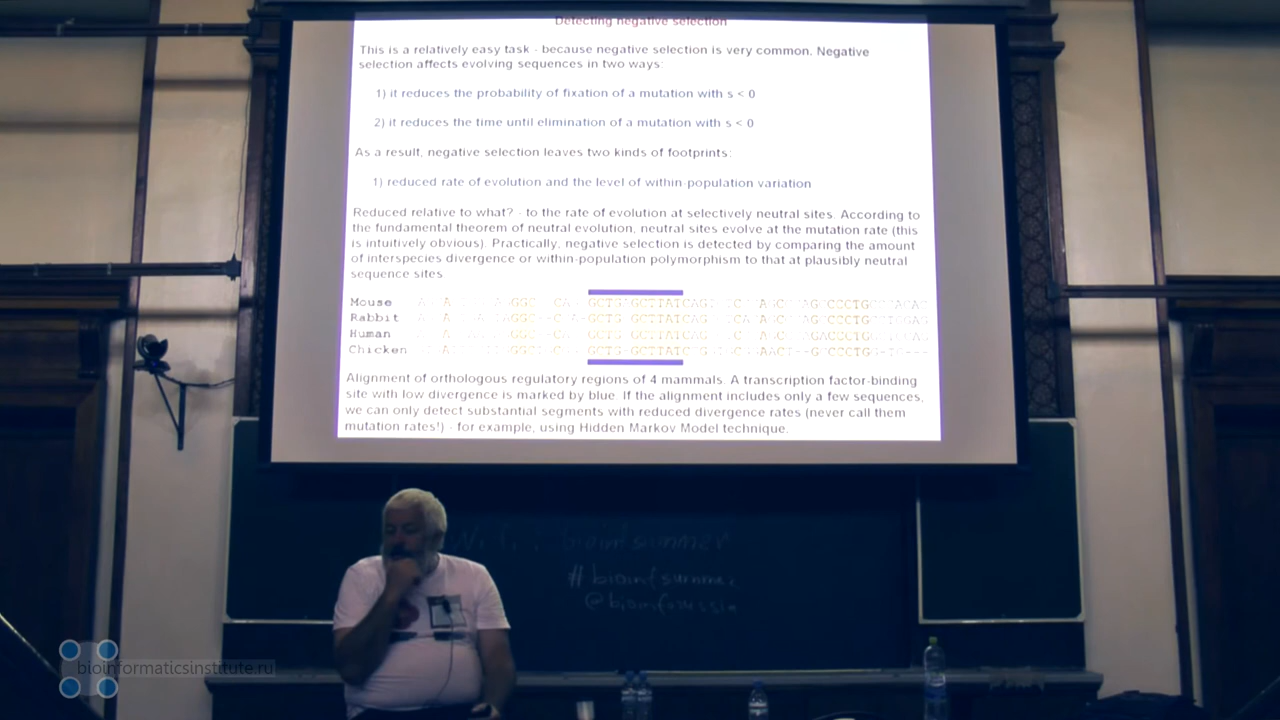 Detecting negative selection
This is a relatively easy task - because negative selection is very common. Negative
selection affects evolving sequences in two ways:
1) it reduces the probability of fixation of a mutation with s < 0
2) it reduces the time until elimination of a mutation with s < 0
As a result, negative selection leaves two kinds of footprints:
1) reduced rate of evolution and the level of within-population variation
Reduced relative to what? - to the rate of evolution at selectively neutral sites. According to
the fundamental theorem of neutral evolution, neutral sites evolve at the mutation rate (this
is intuitively obvious). Practically, negative selection is detected by comparing the amount
of interspecies divergence or within-population polymorphism to that at plausibly neutral
sequence sites
Mouse
Rabbit
Human
Chicken
Alignment of orthologous regulatory regions of 4 mammals. A transcription factor-binding
site with low divergence is marked by blue. If the alignment includes only a few sequences,
we can only detect substantial segments with reduced divergence rates (never call them
mutation rates!) - for example, using Hidden Markov Model technique.
bioinformaticsinstitute.ru